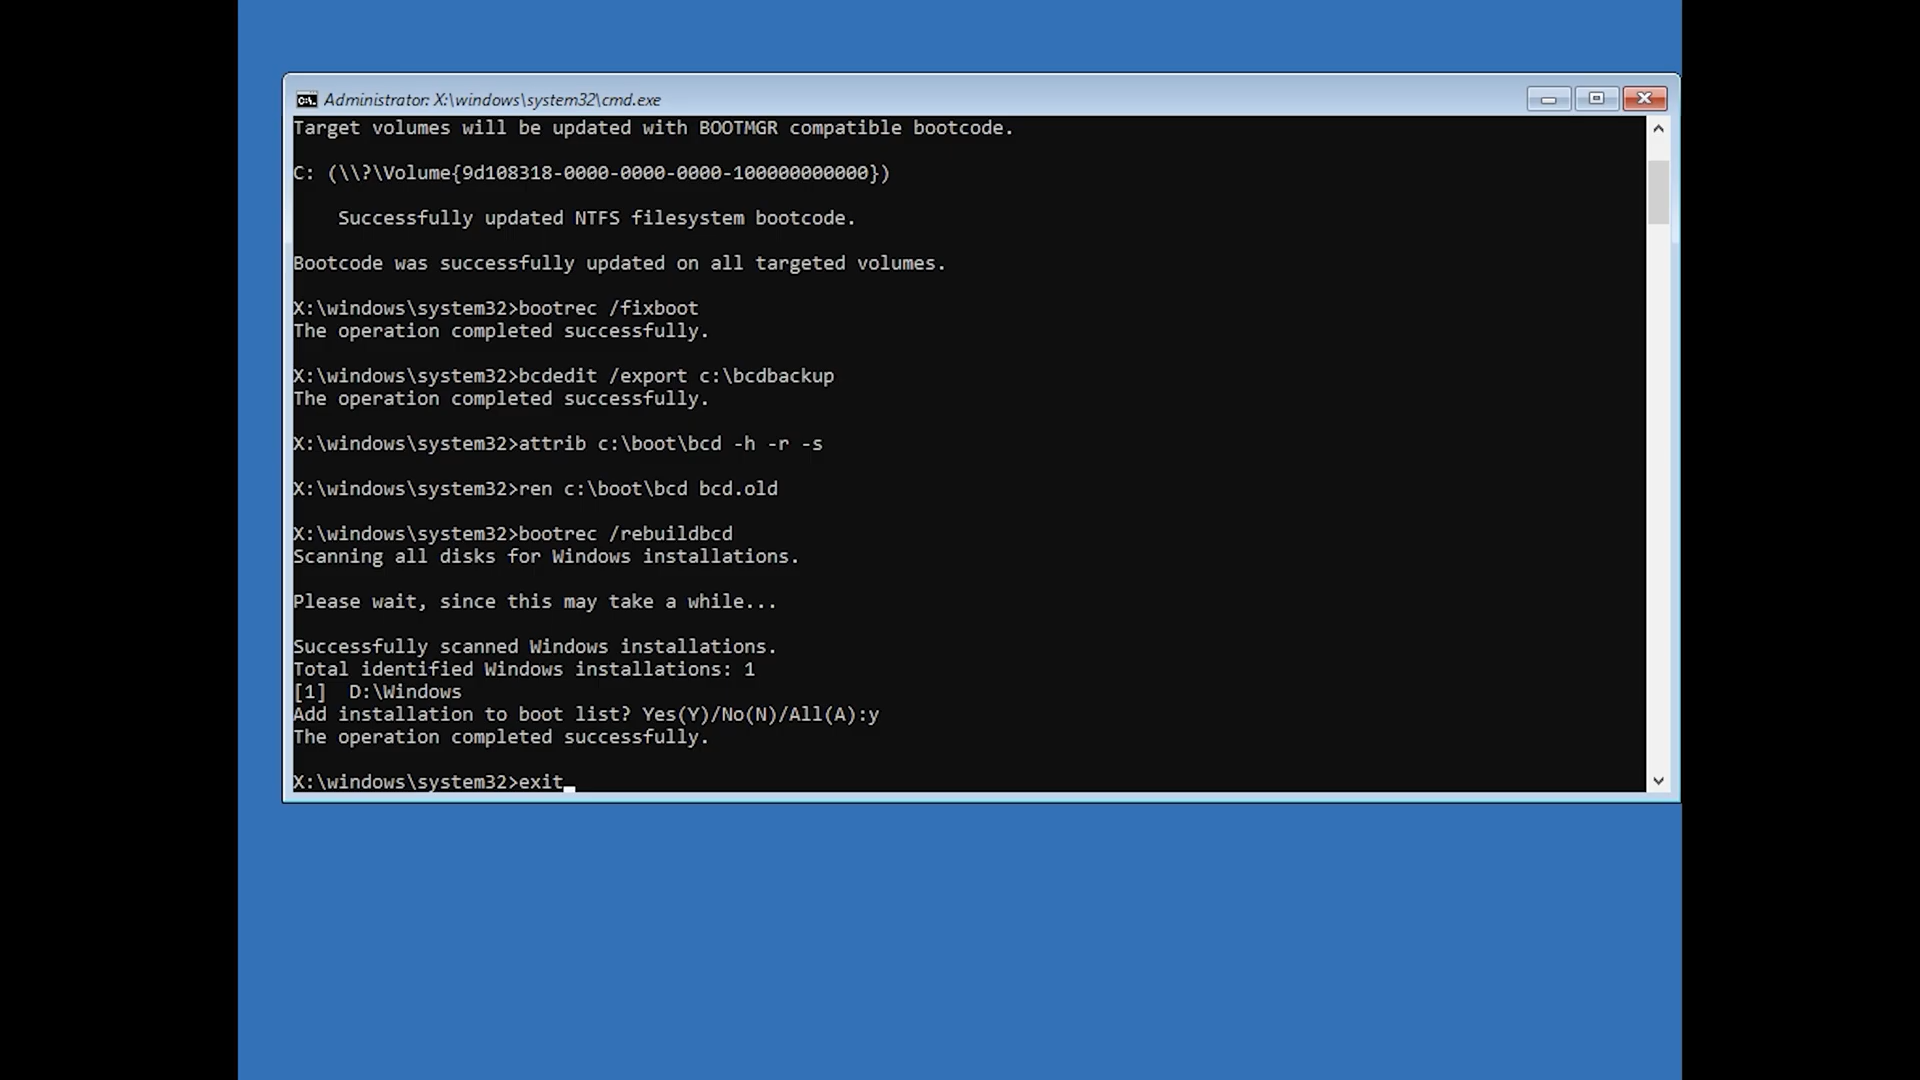 Administrator: X:\windows\system32\cmd.exe
Target volumes will be updated with BOOTMGR compatible bootcode.
C: (\\?\Volume{9d108318-0000-0000-0000-100000000000})
Successfully updated NTFS filesystem bootcode.
Bootcode was successfully updated on all targeted volumes.
X:\windows\system32>bootrec /fixboot
The operation completed successfully.
X:\windows\system32>bcdedit /export c:\bcdbackup
The operation completed successfully.
X:\windows\system32>attrib c:\boot\bcd -h -r -s
X:\windows\system32>ren c:\boot\bcd bcd.old
X:\windows\system32>bootrec /rebuildbcd
Scanning all disks for Windows installations.
Please wait, since this may take a while...
Successfully scanned Windows installations.
Total identified Windows installations: 1
[1]  D:\Windows
Add installation to boot list? Yes(Y)/No(N)/All(A):y
The operation completed successfully.
X:\windows\system32>exit